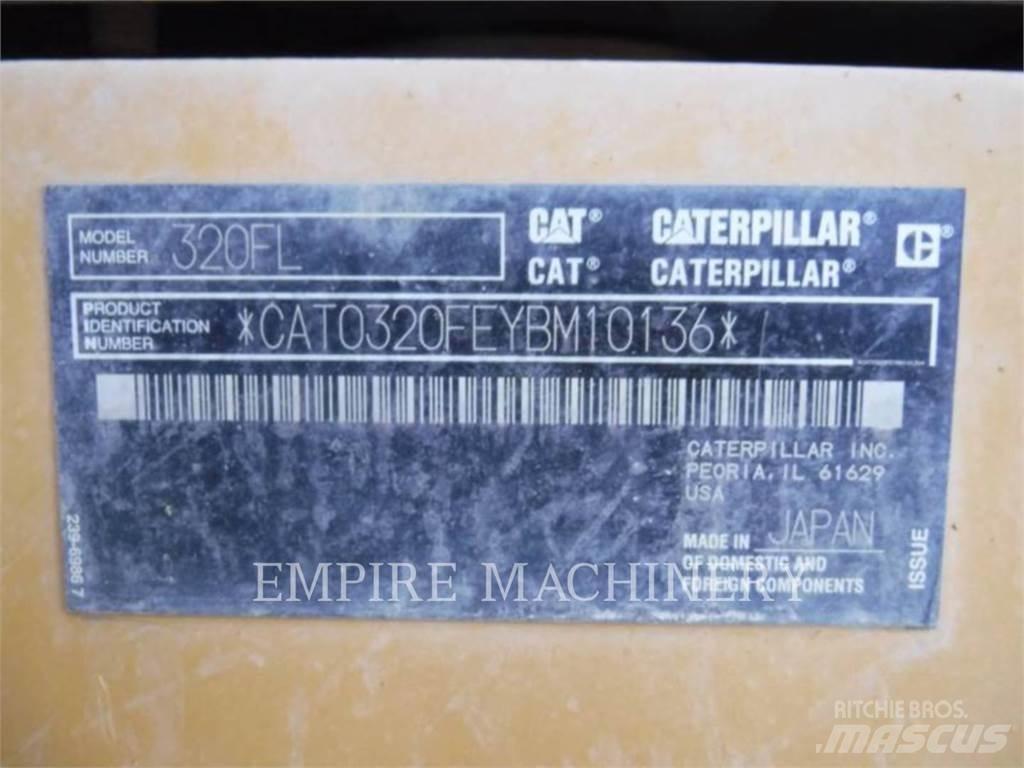 MODEL NUMBER 320FL
CAT® CATERPILLAR®
CAT® CATERPILLAR®
PRODUCT IDENTIFICATION NUMBER *CAT0320FEYBM10136*
CATERPILLAR INC.
PEORIA, IL 61629
USA
MADE IN JAPAN
OF DOMESTIC AND
FOREIGN COMPONENTS
ISSUE
EMPIRE MACHINERY
RITCHIE BROS.
MASCUS